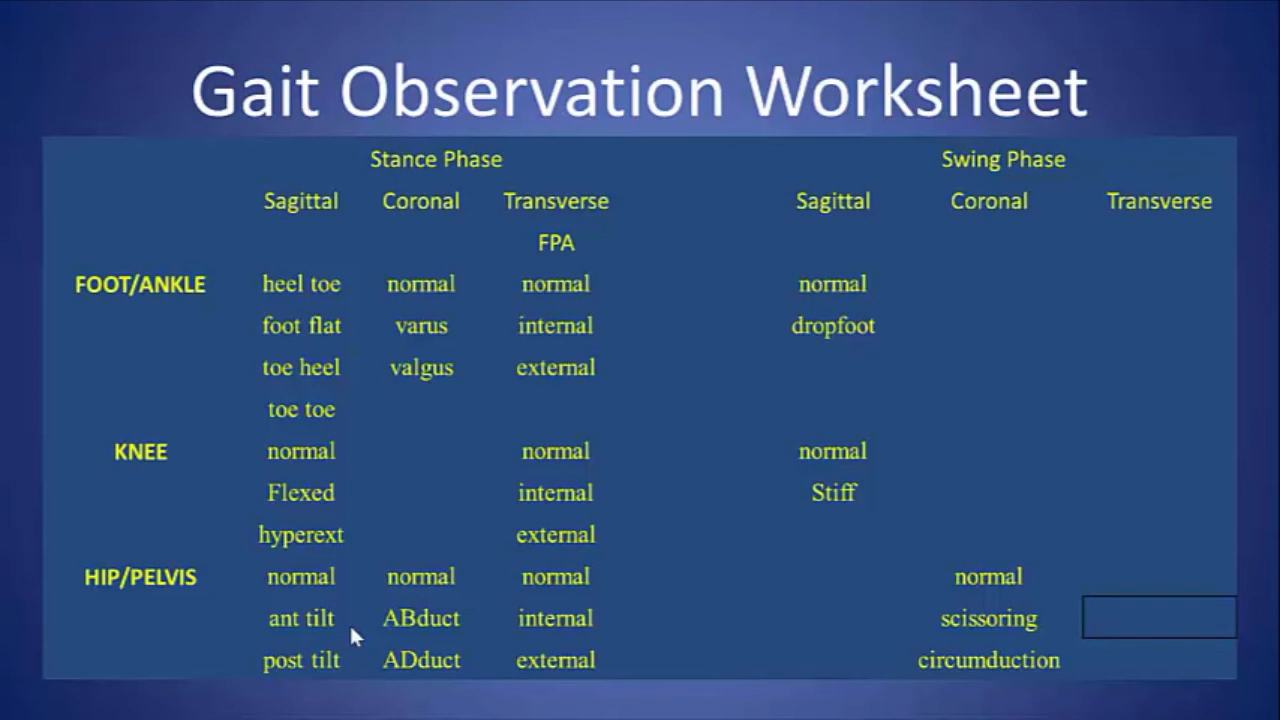 Gait Observation Worksheet
Stance Phase Swing Phase
Sagittal Coronal Transverse Sagittal Coronal Transverse
FPA
FOOT/ANKLE heel toe normal normal normal
foot flat varus internal dropfoot
toe heel valgus external
toe toe
KNEE normal normal normal
Flexed internal Stiff
hyperext external
HIP/PELVIS normal normal normal normal
ant tilt ABduct internal scissoring
post tilt ADduct external circumduction